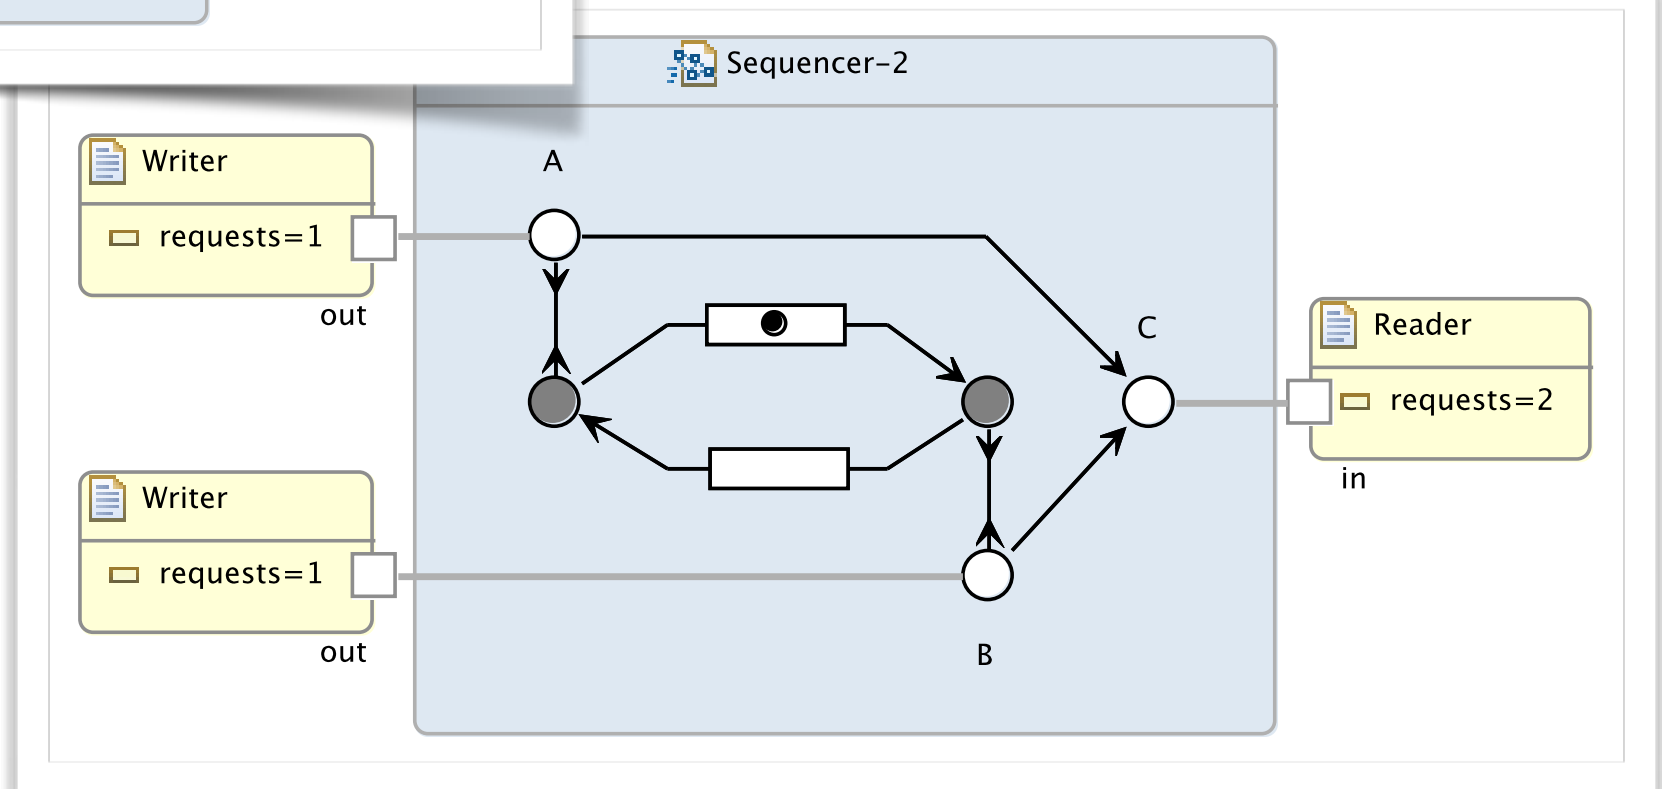 Sequencer-2
A
Writer
requests=1
out
C
Reader
requests=2
in
Writer
requests=1
out
B